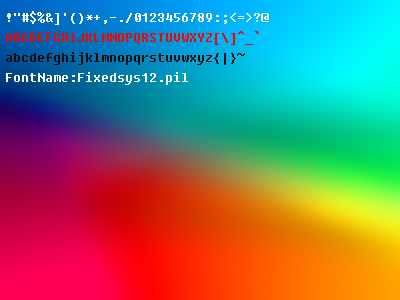 !"#$%&]'()*+,-./0123456789:;<=>?@
ABCDEFGHIJKLMNOPQRSTUVWXYZ[\]^_`
abcdefghijklmnopqrstuvwxyz{|}~
FontName:Fixedsys12.pil